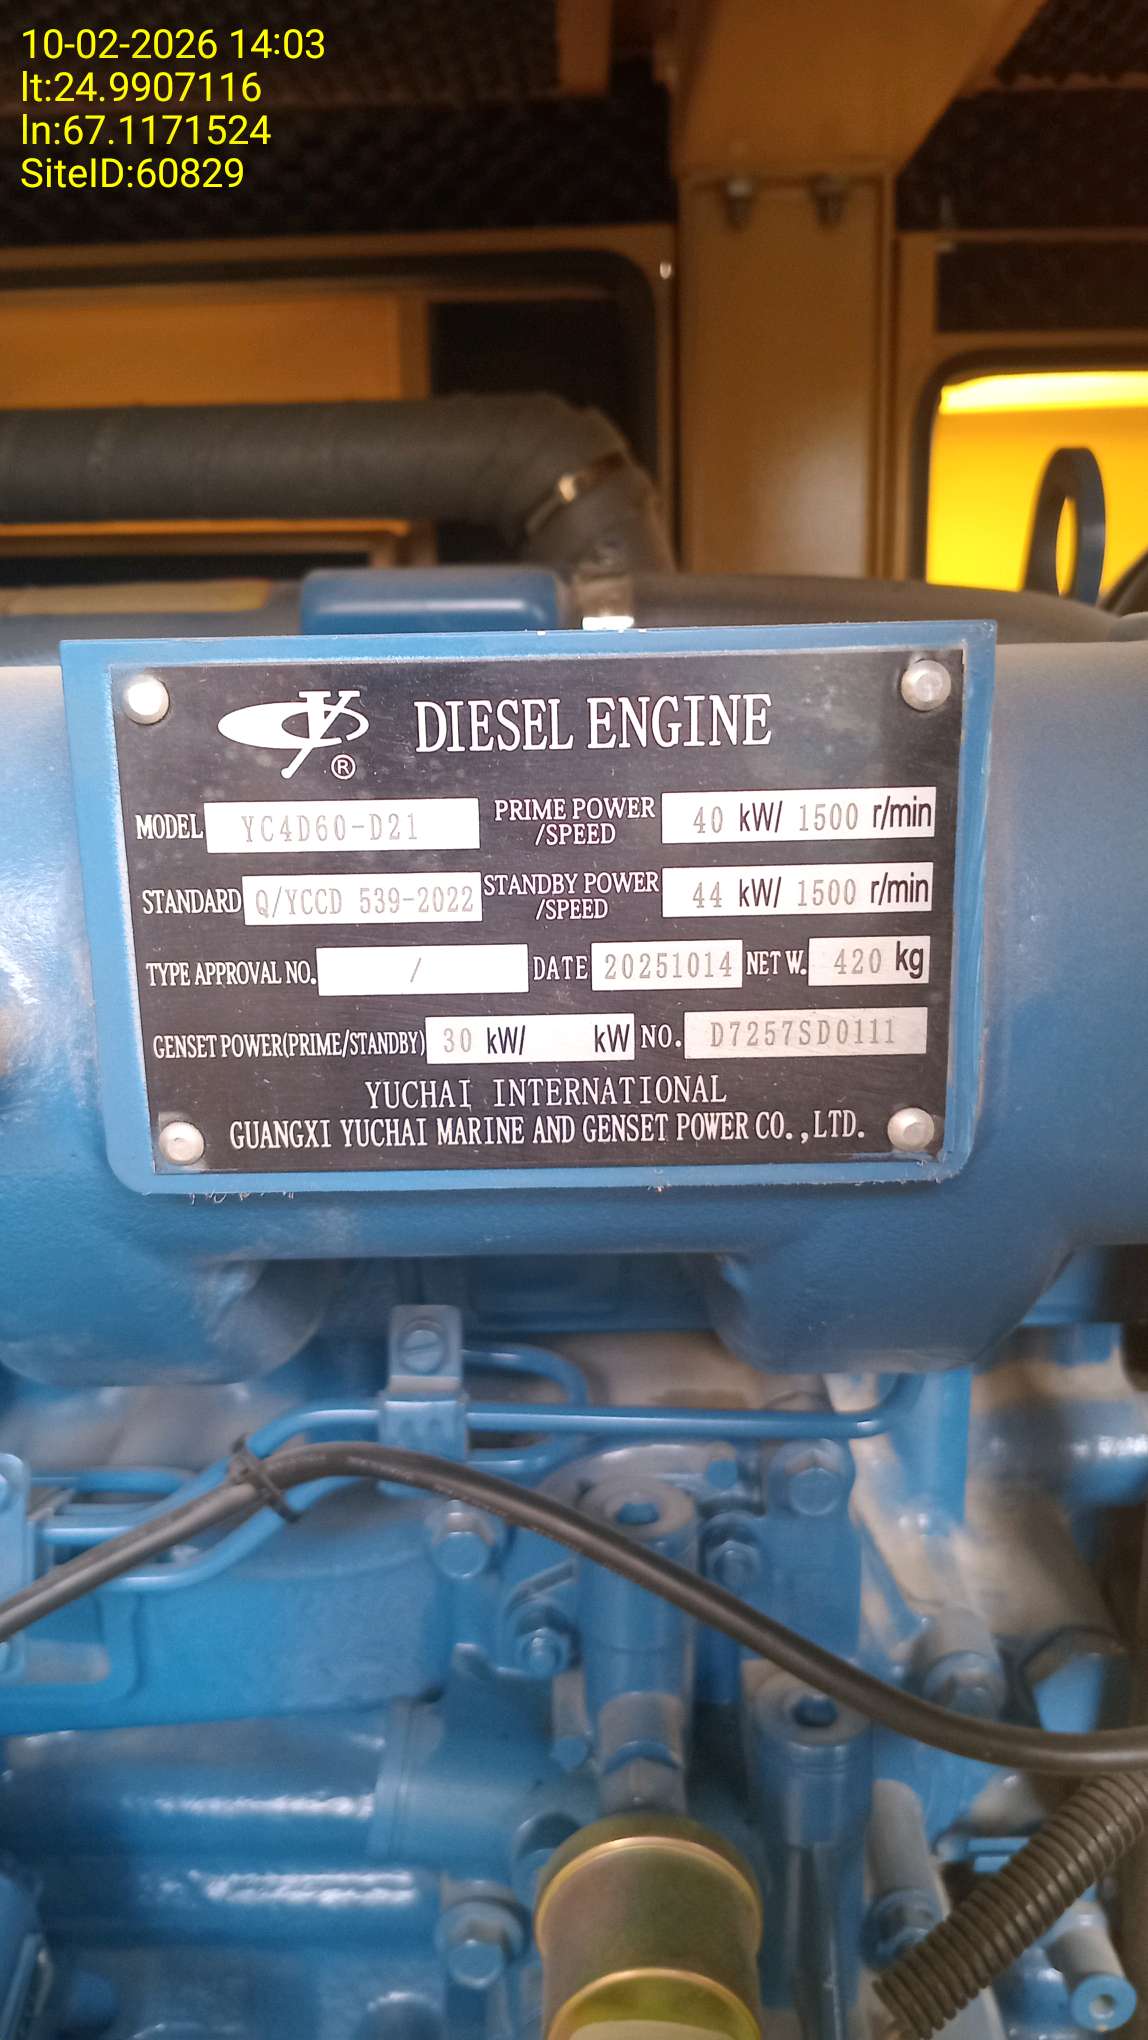 10-02-2026 14:03
lt:24.9907116
ln:67.1171524
SiteID:60829
YC ® DIESEL ENGINE
MODEL YC4D60-D21 PRIME POWER /SPEED 40 kW/ 1500 r/min
STANDARD Q/YCCD 539-2022 STANDBY POWER /SPEED 44 kW/ 1500 r/min
TYPE APPROVAL NO. / DATE 20251014 NET W. 420 kg
GENSET POWER(PRIME/STANDBY) 30 kW/ kW NO. D7257SD0111
YUCHAI INTERNATIONAL
GUANGXI YUCHAI MARINE AND GENSET POWER CO.,LTD.